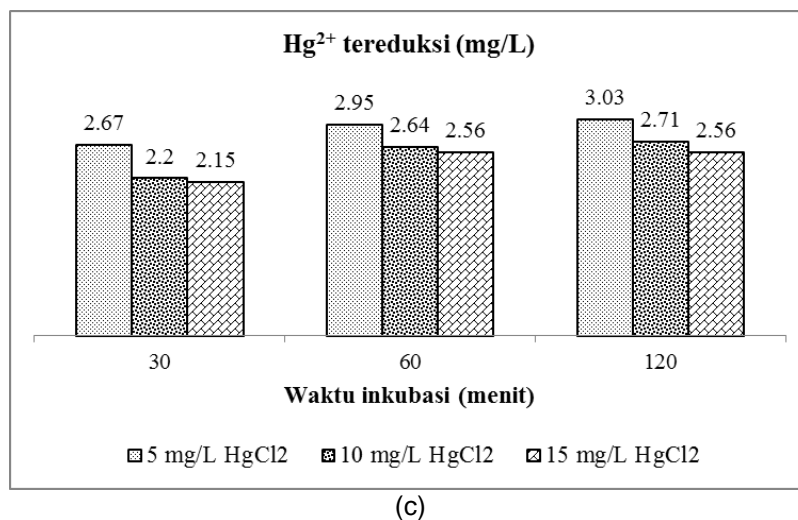 Hg²⁺ tereduksi (mg/L)
2.67
2.2
2.15
2.95
2.64
2.56
3.03
2.71
2.56
30
60
120
Waktu inkubasi (menit)
5 mg/L HgCl2
10 mg/L HgCl2
15 mg/L HgCl2
(c)